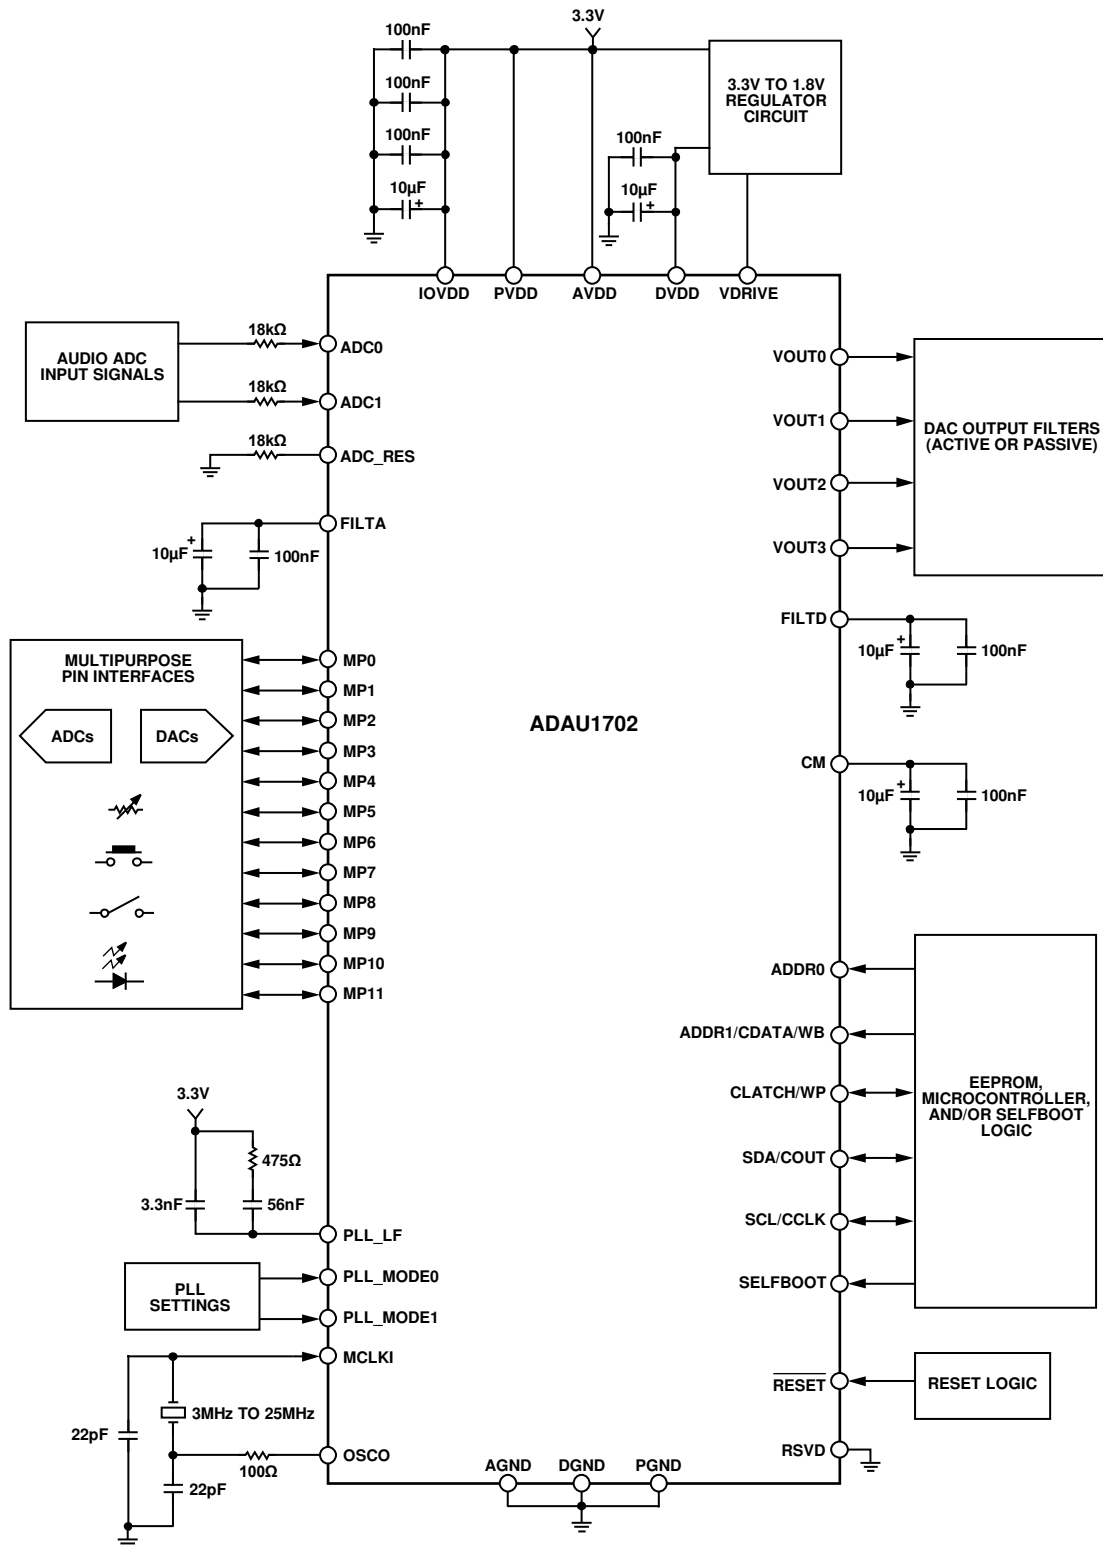 3.3V
100nF
100nF
100nF
10µF
100nF
10µF
3.3V TO 1.8V
REGULATOR
CIRCUIT
IOVDD
PVDD
AVDD
DVDD
VDRIVE
AUDIO ADC
INPUT SIGNALS
18kΩ
ADC0
18kΩ
ADC1
18kΩ
ADC_RES
FILTA
10µF
+
100nF
MULTIPURPOSE
PIN INTERFACES
ADCs
DACs
MP0
MP1
MP2
MP3
MP4
MP5
MP6
MP7
MP8
MP9
MP10
MP11
3.3V
475Ω
3.3nF
56nF
PLL_LF
PLL
SETTINGS
PLL_MODE0
PLL_MODE1
MCLKI
3MHz TO 25MHz
22pF
100Ω
OSCO
22pF
ADAU1702
AGND
DGND
PGND
VOUT0
VOUT1
VOUT2
VOUT3
DAC OUTPUT FILTERS
(ACTIVE OR PASSIVE)
FILTD
10µF
+
100nF
CM
10µF
+
100nF
ADDR0
ADDR1/CDATA/WB
CLATCH/WP
SDA/COUT
SCL/CCLK
SELFBOOT
EEPROM,
MICROCONTROLLER,
AND/OR SELFBOOT
LOGIC
RESET
RESET LOGIC
RSVD